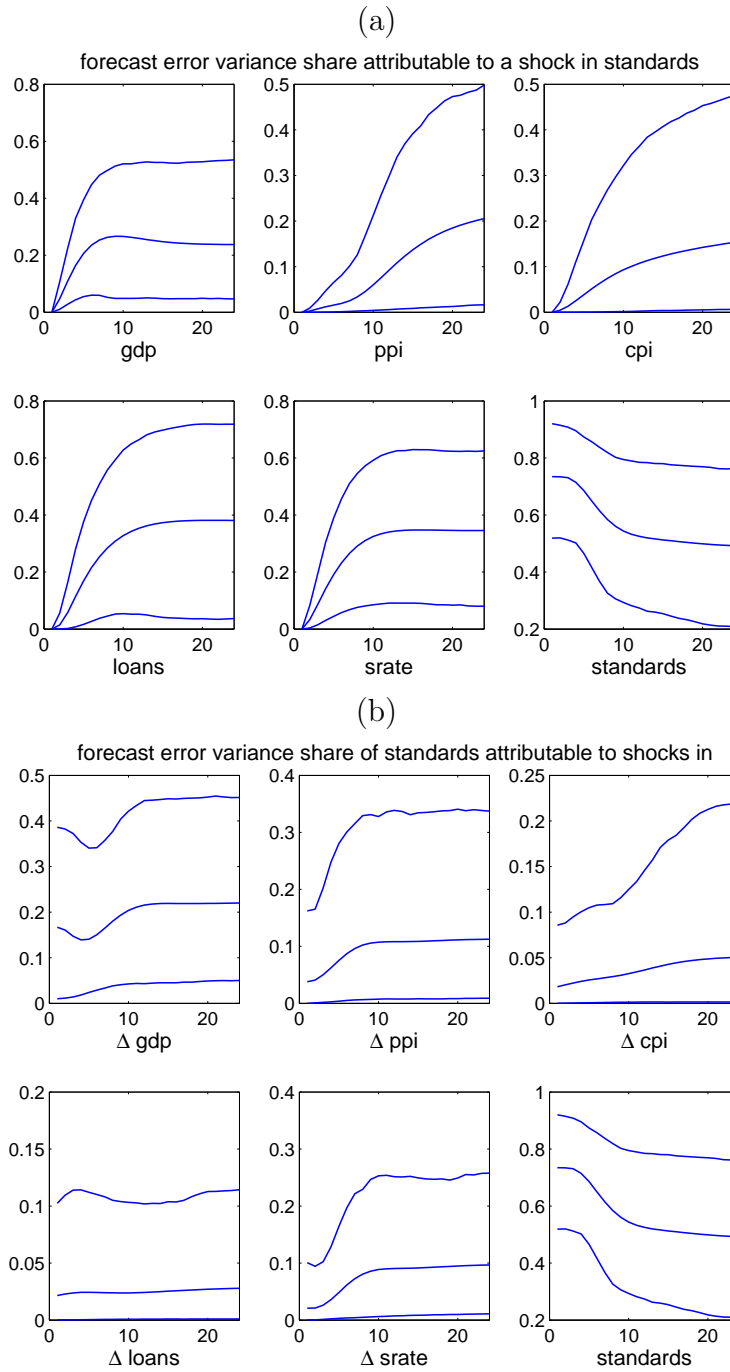 (a)
forecast error variance share attributable to a shock in standards
0.8
0.6
0.4
0.2
0
0 10 20
gdp
0.5
0.4
0.3
0.2
0.1
0
0 10 20
ppi
0.5
0.4
0.3
0.2
0.1
0
0 10 20
cpi
0.8
0.6
0.4
0.2
0
0 10 20
loans
0.8
0.6
0.4
0.2
0
0 10 20
srate
1
0.8
0.6
0.4
0.2
0 10 20
standards
(b)
forecast error variance share of standards attributable to shocks in
0.5
0.4
0.3
0.2
0.1
0
0 10 20
Δ gdp
0.4
0.3
0.2
0.1
0
0 10 20
Δ ppi
0.25
0.2
0.15
0.1
0.05
0
0 10 20
Δ cpi
0.2
0.15
0.1
0.05
0
0 10 20
Δ loans
0.4
0.3
0.2
0.1
0
0 10 20
Δ srate
1
0.8
0.6
0.4
0.2
0 10 20
standards